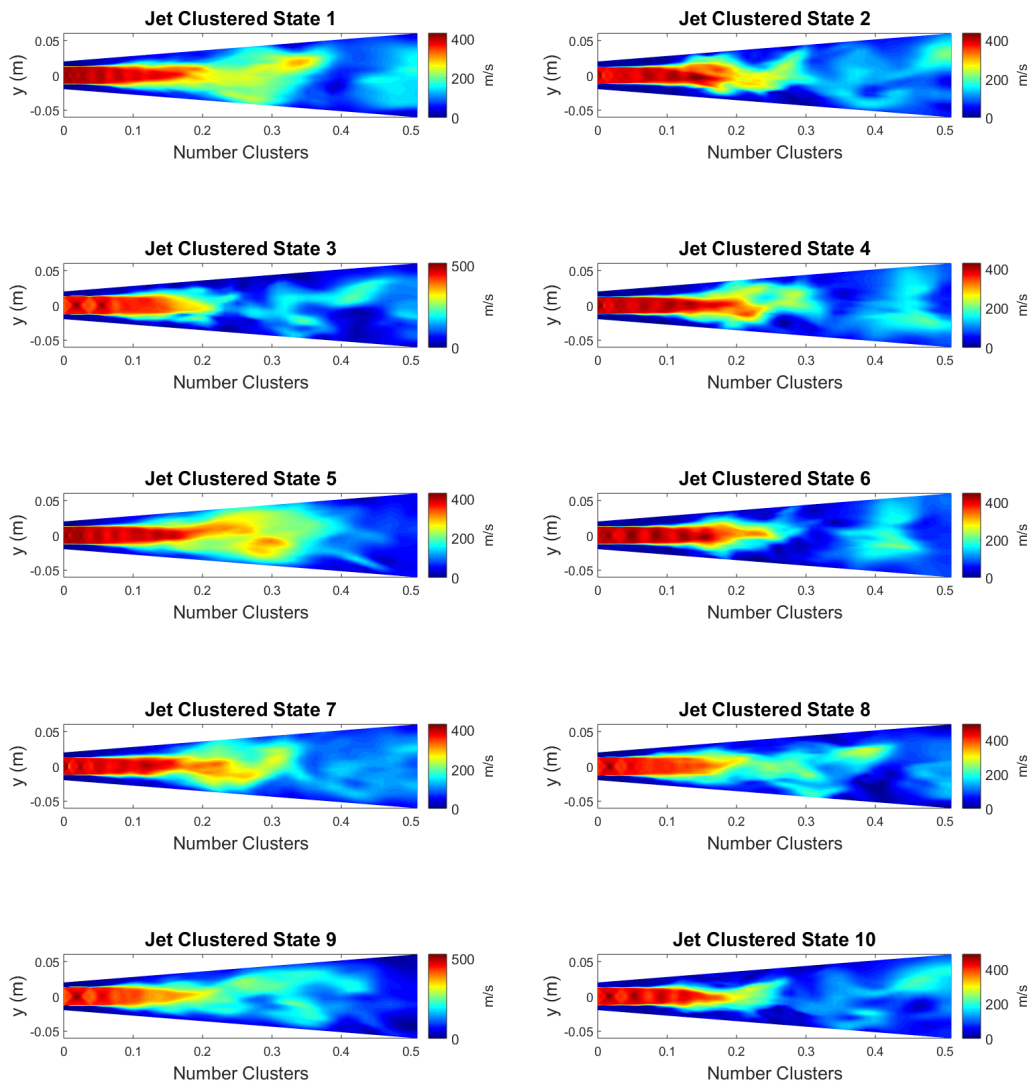 Jet Clustered State 1
0.05
0
-0.05
y (m)
0 0.1 0.2 0.3 0.4 0.5
Number Clusters
400
200
0
m/s
Jet Clustered State 2
0.05
0
-0.05
y (m)
0 0.1 0.2 0.3 0.4 0.5
Number Clusters
400
200
0
m/s
Jet Clustered State 3
0.05
0
-0.05
y (m)
0 0.1 0.2 0.3 0.4 0.5
Number Clusters
500
0
m/s
Jet Clustered State 4
0.05
0
-0.05
y (m)
0 0.1 0.2 0.3 0.4 0.5
Number Clusters
400
200
0
m/s
Jet Clustered State 5
0.05
0
-0.05
y (m)
0 0.1 0.2 0.3 0.4 0.5
Number Clusters
400
200
0
m/s
Jet Clustered State 6
0.05
0
-0.05
y (m)
0 0.1 0.2 0.3 0.4 0.5
Number Clusters
400
200
0
m/s
Jet Clustered State 7
0.05
0
-0.05
y (m)
0 0.1 0.2 0.3 0.4 0.5
Number Clusters
400
200
0
m/s
Jet Clustered State 8
0.05
0
-0.05
y (m)
0 0.1 0.2 0.3 0.4 0.5
Number Clusters
400
200
0
m/s
Jet Clustered State 9
0.05
0
-0.05
y (m)
0 0.1 0.2 0.3 0.4 0.5
Number Clusters
500
0
m/s
Jet Clustered State 10
0.05
0
-0.05
y (m)
0 0.1 0.2 0.3 0.4 0.5
Number Clusters
400
200
0
m/s